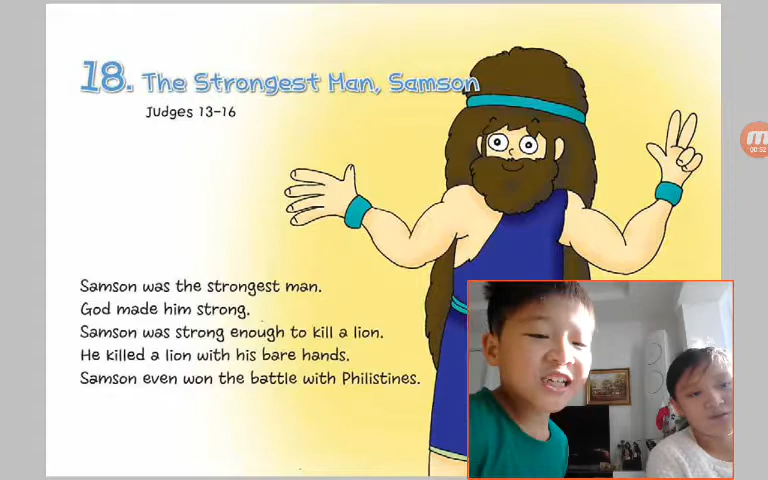 18. The Strongest Man, Samson
Judges 13-16
Samson was the strongest man.
God made him strong.
Samson was strong enough to kill a lion.
He killed a lion with his bare hands.
Samson even won the battle with Philistines.
00:52